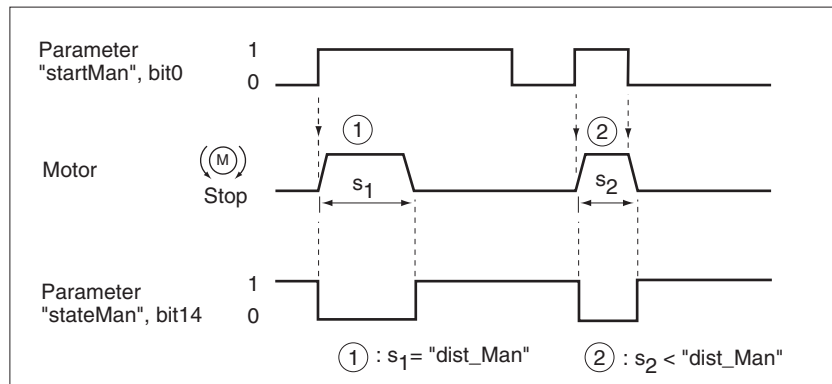 Parameter
"startMan", bit0
1
0
1
2
Motor
M
Stop
s1
s2
Parameter
"stateMan", bit14
1
0
1 : s1= "dist_Man"
2 : s2 < "dist_Man"